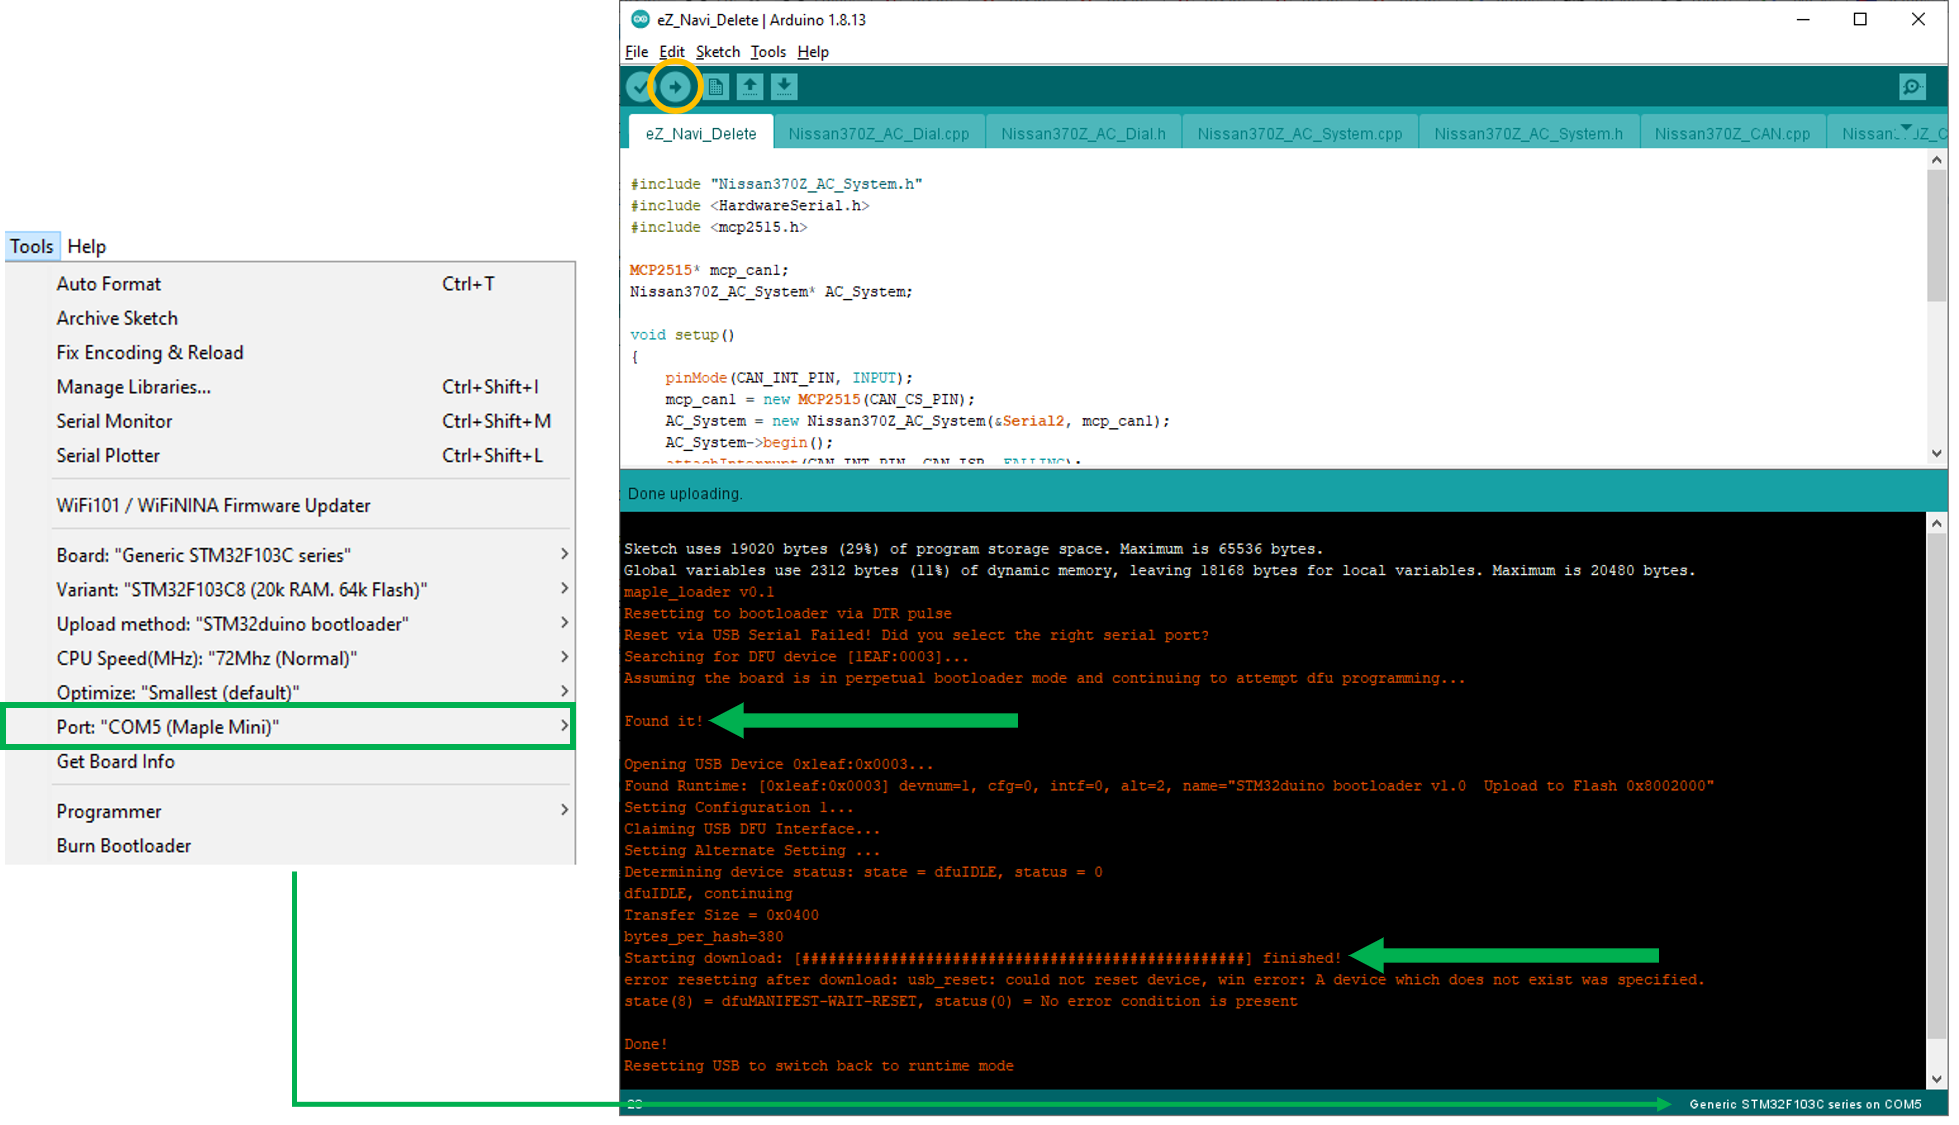 Tools Help
Auto Format Ctrl+T
Archive Sketch
Fix Encoding & Reload
Manage Libraries... Ctrl+Shift+I
Serial Monitor Ctrl+Shift+M
Serial Plotter Ctrl+Shift+L
WiFi101 / WiFiNINA Firmware Updater
Board: "Generic STM32F103C series"
Variant: "STM32F103C8 (20k RAM. 64k Flash)"
Upload method: "STM32duino bootloader"
CPU Speed(MHz): "72Mhz (Normal)"
Optimize: "Smallest (default)"
Port: "COM5 (Maple Mini)"
Get Board Info
Programmer
Burn Bootloader
eZ_Navi_Delete | Arduino 1.8.13
File Edit Sketch Tools Help
eZ_Navi_Delete Nissan370Z_AC_Dial.cpp Nissan370Z_AC_Dial.h Nissan370Z_AC_System.cpp Nissan370Z_AC_System.h Nissan370Z_CAN.cpp
#include "Nissan370Z_AC_System.h"
#include <HardwareSerial.h>
#include <mcp2515.h>
MCP2515* mcp_can1;
Nissan370Z_AC_System* AC_System;
void setup()
{
pinMode(CAN_INT_PIN, INPUT);
mcp_can1 = new MCP2515(CAN_CS_PIN);
AC_System = new Nissan370Z_AC_System(&Serial2, mcp_can1);
AC_System->begin();
attachInterrupt(CAN_INT_PIN, CAN_ISR, FALLING);
Done uploading.
Sketch uses 19020 bytes (29%) of program storage space. Maximum is 65536 bytes.
Global variables use 2312 bytes (11%) of dynamic memory, leaving 18168 bytes for local variables. Maximum is 20480 bytes.
maple_loader v0.1
Resetting to bootloader via DTR pulse
Reset via USB Serial Failed! Did you select the right serial port?
Searching for DFU device [1EAF:0003]...
Assuming the board is in perpetual bootloader mode and continuing to attempt dfu programming...
Found it!
Opening USB Device 0x1eaf:0x0003...
Found Runtime: [0x1eaf:0x0003] devnum=1, cfg=0, intf=0, alt=2, name="STM32duino bootloader v1.0  Upload to Flash 0x8002000"
Setting Configuration 1...
Claiming USB DFU Interface...
Setting Alternate Setting ...
Determining device status: state = dfuIDLE, status = 0
dfuIDLE, continuing
Transfer Size = 0x0400
bytes_per_hash=380
Starting download: [##################################################] finished!
error resetting after download: usb_reset: could not reset device, win error: A device which does not exist was specified.
state(8) = dfuMANIFEST-WAIT-RESET, status(0) = No error condition is present
Done!
Resetting USB to switch back to runtime mode
Generic STM32F103C series on COM5